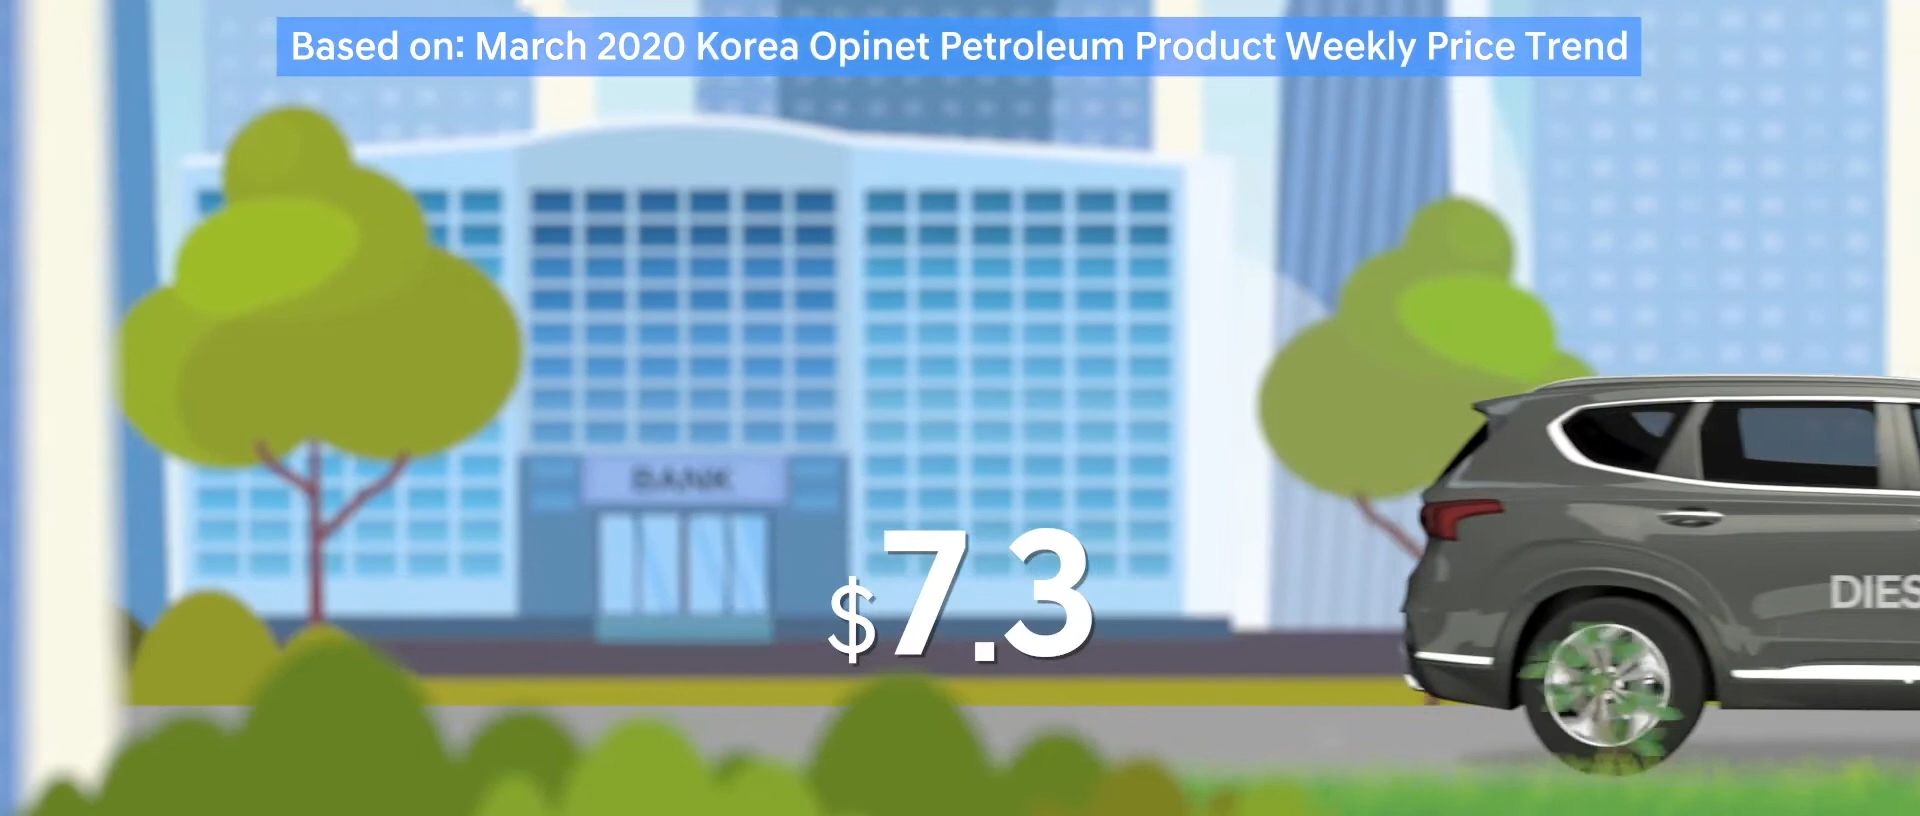 Based on: March 2020 Korea Opinet Petroleum Product Weekly Price Trend
BANK
$7.3
DIES